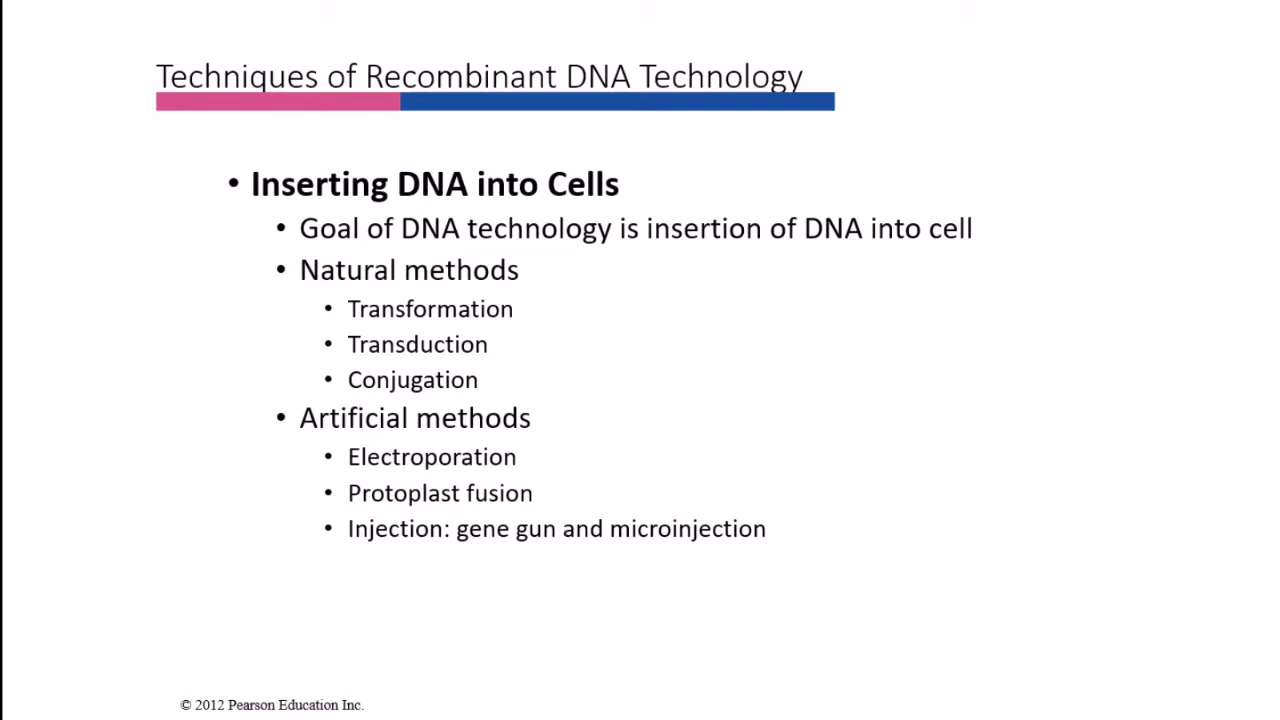 Techniques of Recombinant DNA Technology
• Inserting DNA into Cells
• Goal of DNA technology is insertion of DNA into cell
• Natural methods
• Transformation
• Transduction
• Conjugation
• Artificial methods
• Electroporation
• Protoplast fusion
• Injection: gene gun and microinjection
© 2012 Pearson Education Inc.